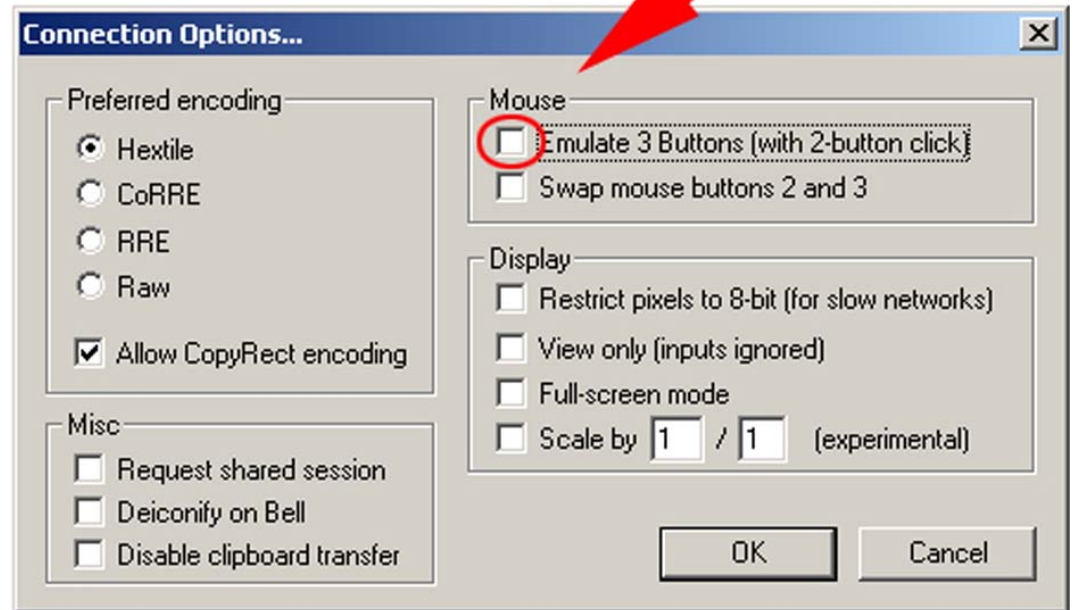 Connection Options...
Preferred encoding
Hextile
CoRRE
RRE
Raw
Allow CopyRect encoding
Misc
Request shared session
Deiconify on Bell
Disable clipboard transfer
Mouse
Emulate 3 Buttons (with 2-button click)
Swap mouse buttons 2 and 3
Display
Restrict pixels to 8-bit (for slow networks)
View only (inputs ignored)
Full-screen mode
Scale by 1 / 1 (experimental)
OK
Cancel